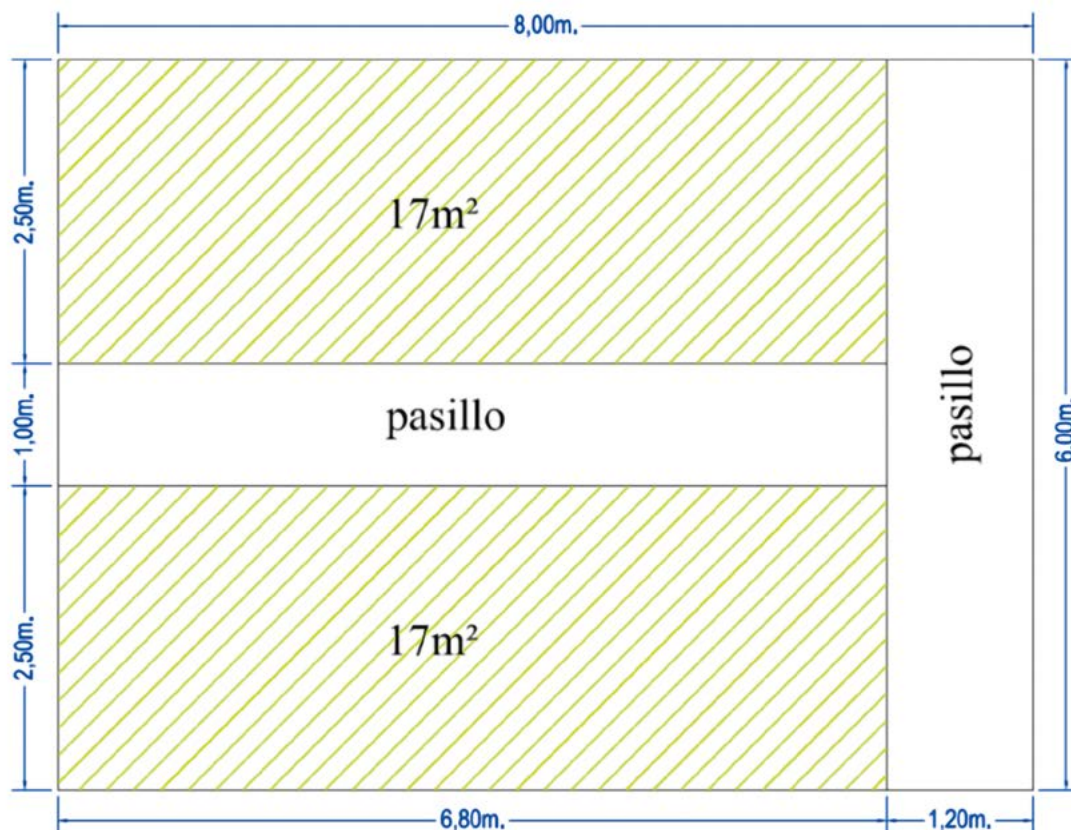 8,00m.
2,50m.
17m²
1,00m.
pasillo
pasillo
6,00m.
2,50m.
17m²
6,80m.
1,20m.